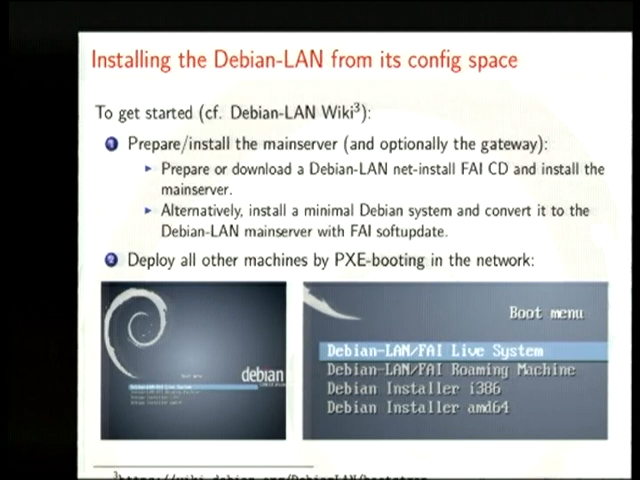 Installing the Debian-LAN from its config space
To get started (cf. Debian-LAN Wiki3):
1 Prepare/install the mainserver (and optionally the gateway):
Prepare or download a Debian-LAN net-install FAI CD and install the
mainserver.
Alternatively, install a minimal Debian system and convert it to the
Debian-LAN mainserver with FAI softupdate.
2 Deploy all other machines by PXE-booting in the network:
debian
Boot menu
Debian-LAN/FAI Live System
Debian-LAN/FAI Roaming Machine
Debian Installer i386
Debian Installer amd64